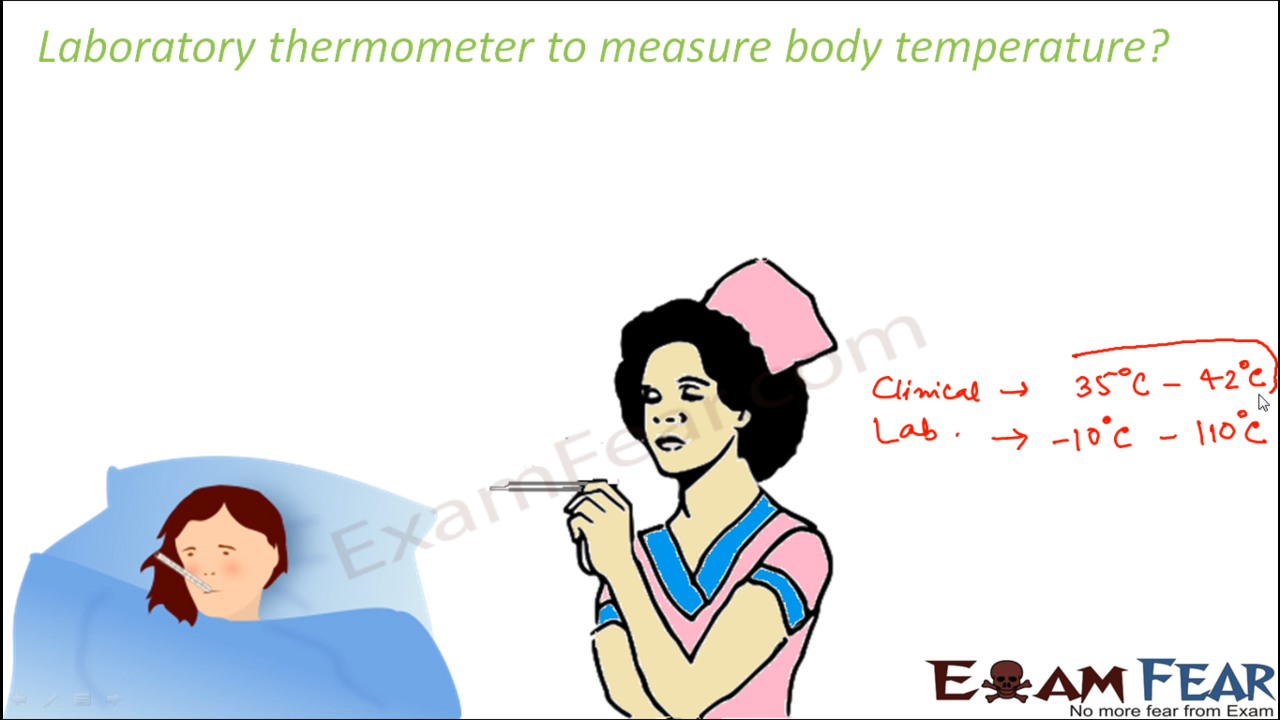 Laboratory thermometer to measure body temperature?
ExamFear.com
Clinical → 35°C - 42°C
Lab. → -10°C - 110°C
EXAM FEAR
No more fear from Exam